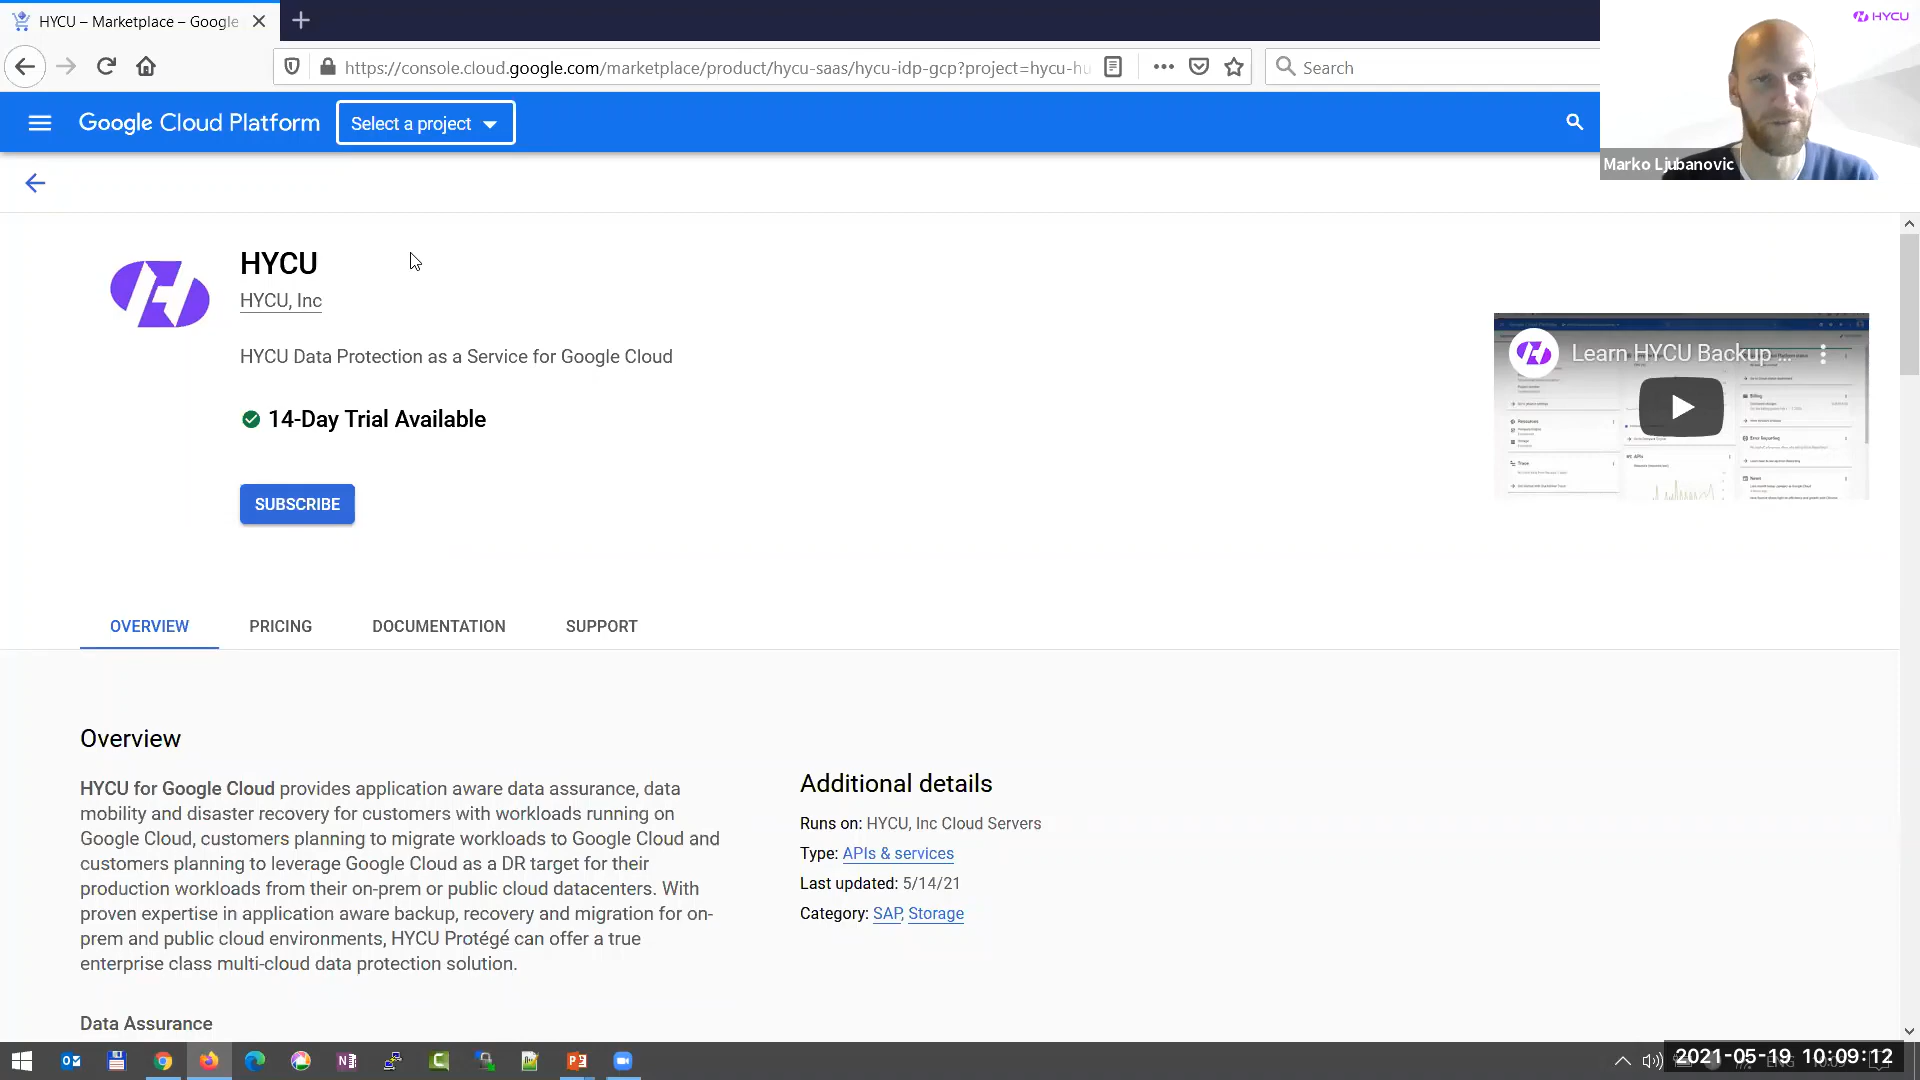 HYCU – Marketplace – Google
https://console.cloud.google.com/marketplace/product/hycu-saas/hycu-idp-gcp?project=hycu-hu
Search
HYCU
Marko Ljubanovic
Google Cloud Platform
Select a project
HYCU
HYCU, Inc
HYCU Data Protection as a Service for Google Cloud
14-Day Trial Available
SUBSCRIBE
Learn HYCU Backup ...
OVERVIEW
PRICING
DOCUMENTATION
SUPPORT
Overview
HYCU for Google Cloud provides application aware data assurance, data
mobility and disaster recovery for customers with workloads running on
Google Cloud, customers planning to migrate workloads to Google Cloud and
customers planning to leverage Google Cloud as a DR target for their
production workloads from their on-prem or public cloud datacenters. With
proven expertise in application aware backup, recovery and migration for on-
prem and public cloud environments, HYCU Protégé can offer a true
enterprise class multi-cloud data protection solution.
Data Assurance
Additional details
Runs on: HYCU, Inc Cloud Servers
Type: APIs & services
Last updated: 5/14/21
Category: SAP, Storage
2021-05-19 10:09:12